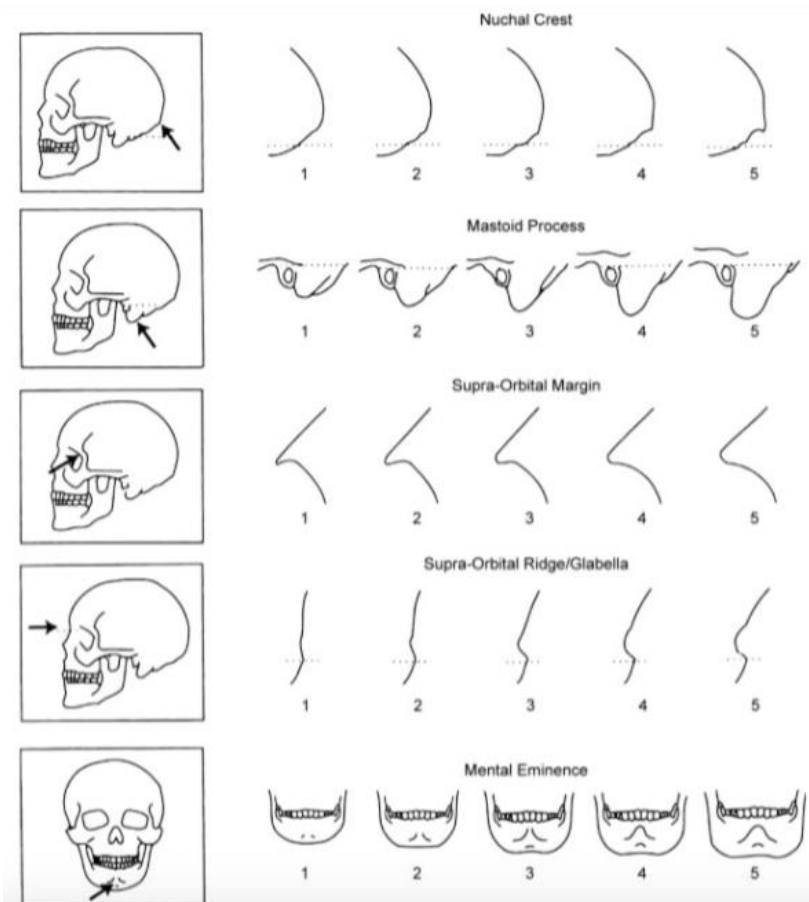 Nuchal Crest
1 2 3 4 5
Mastoid Process
1 2 3 4 5
Supra-Orbital Margin
1 2 3 4 5
Supra-Orbital Ridge/Glabella
1 2 3 4 5
Mental Eminence
1 2 3 4 5